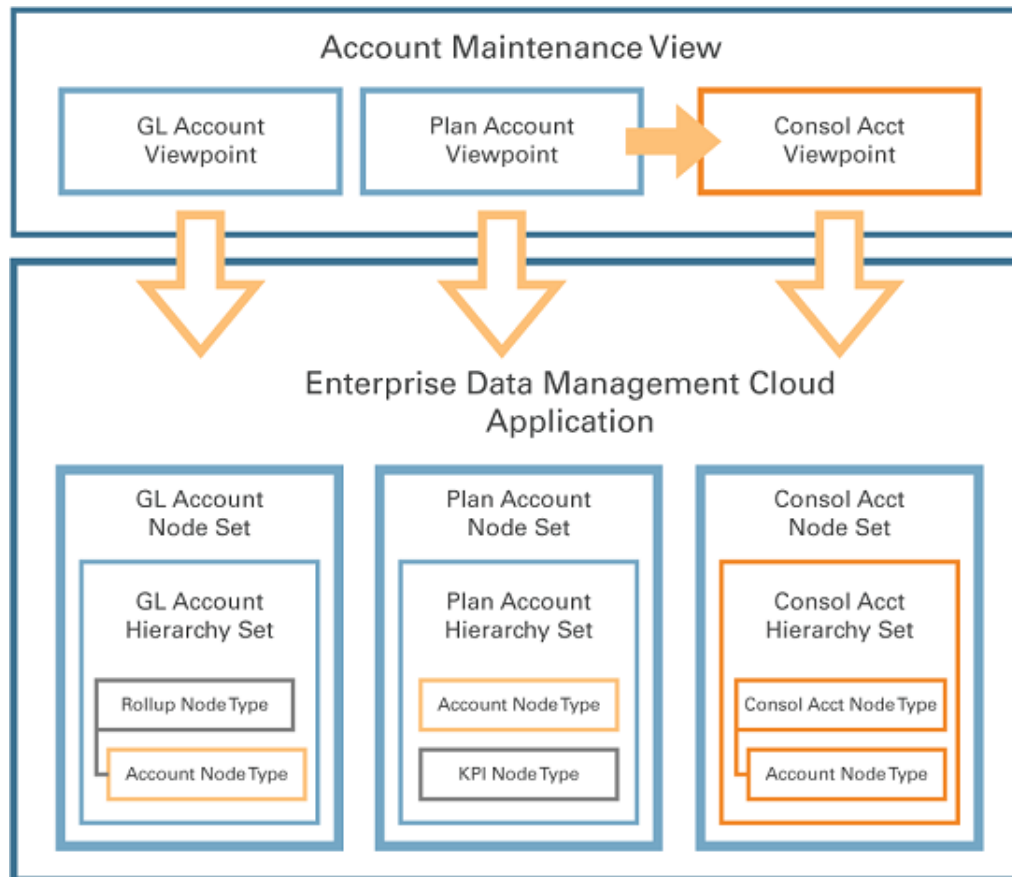 Account Maintenance View
GL Account
Viewpoint
Plan Account
Viewpoint
Consol Acct
Viewpoint
Enterprise Data Management Cloud
Application
GL Account
Node Set
GL Account
Hierarchy Set
Rollup Node Type
Account Node Type
Plan Account
Node Set
Plan Account
Hierarchy Set
Account Node Type
KPI Node Type
Consol Acct
Node Set
Consol Acct
Hierarchy Set
Consol Acct Node Type
Account Node Type